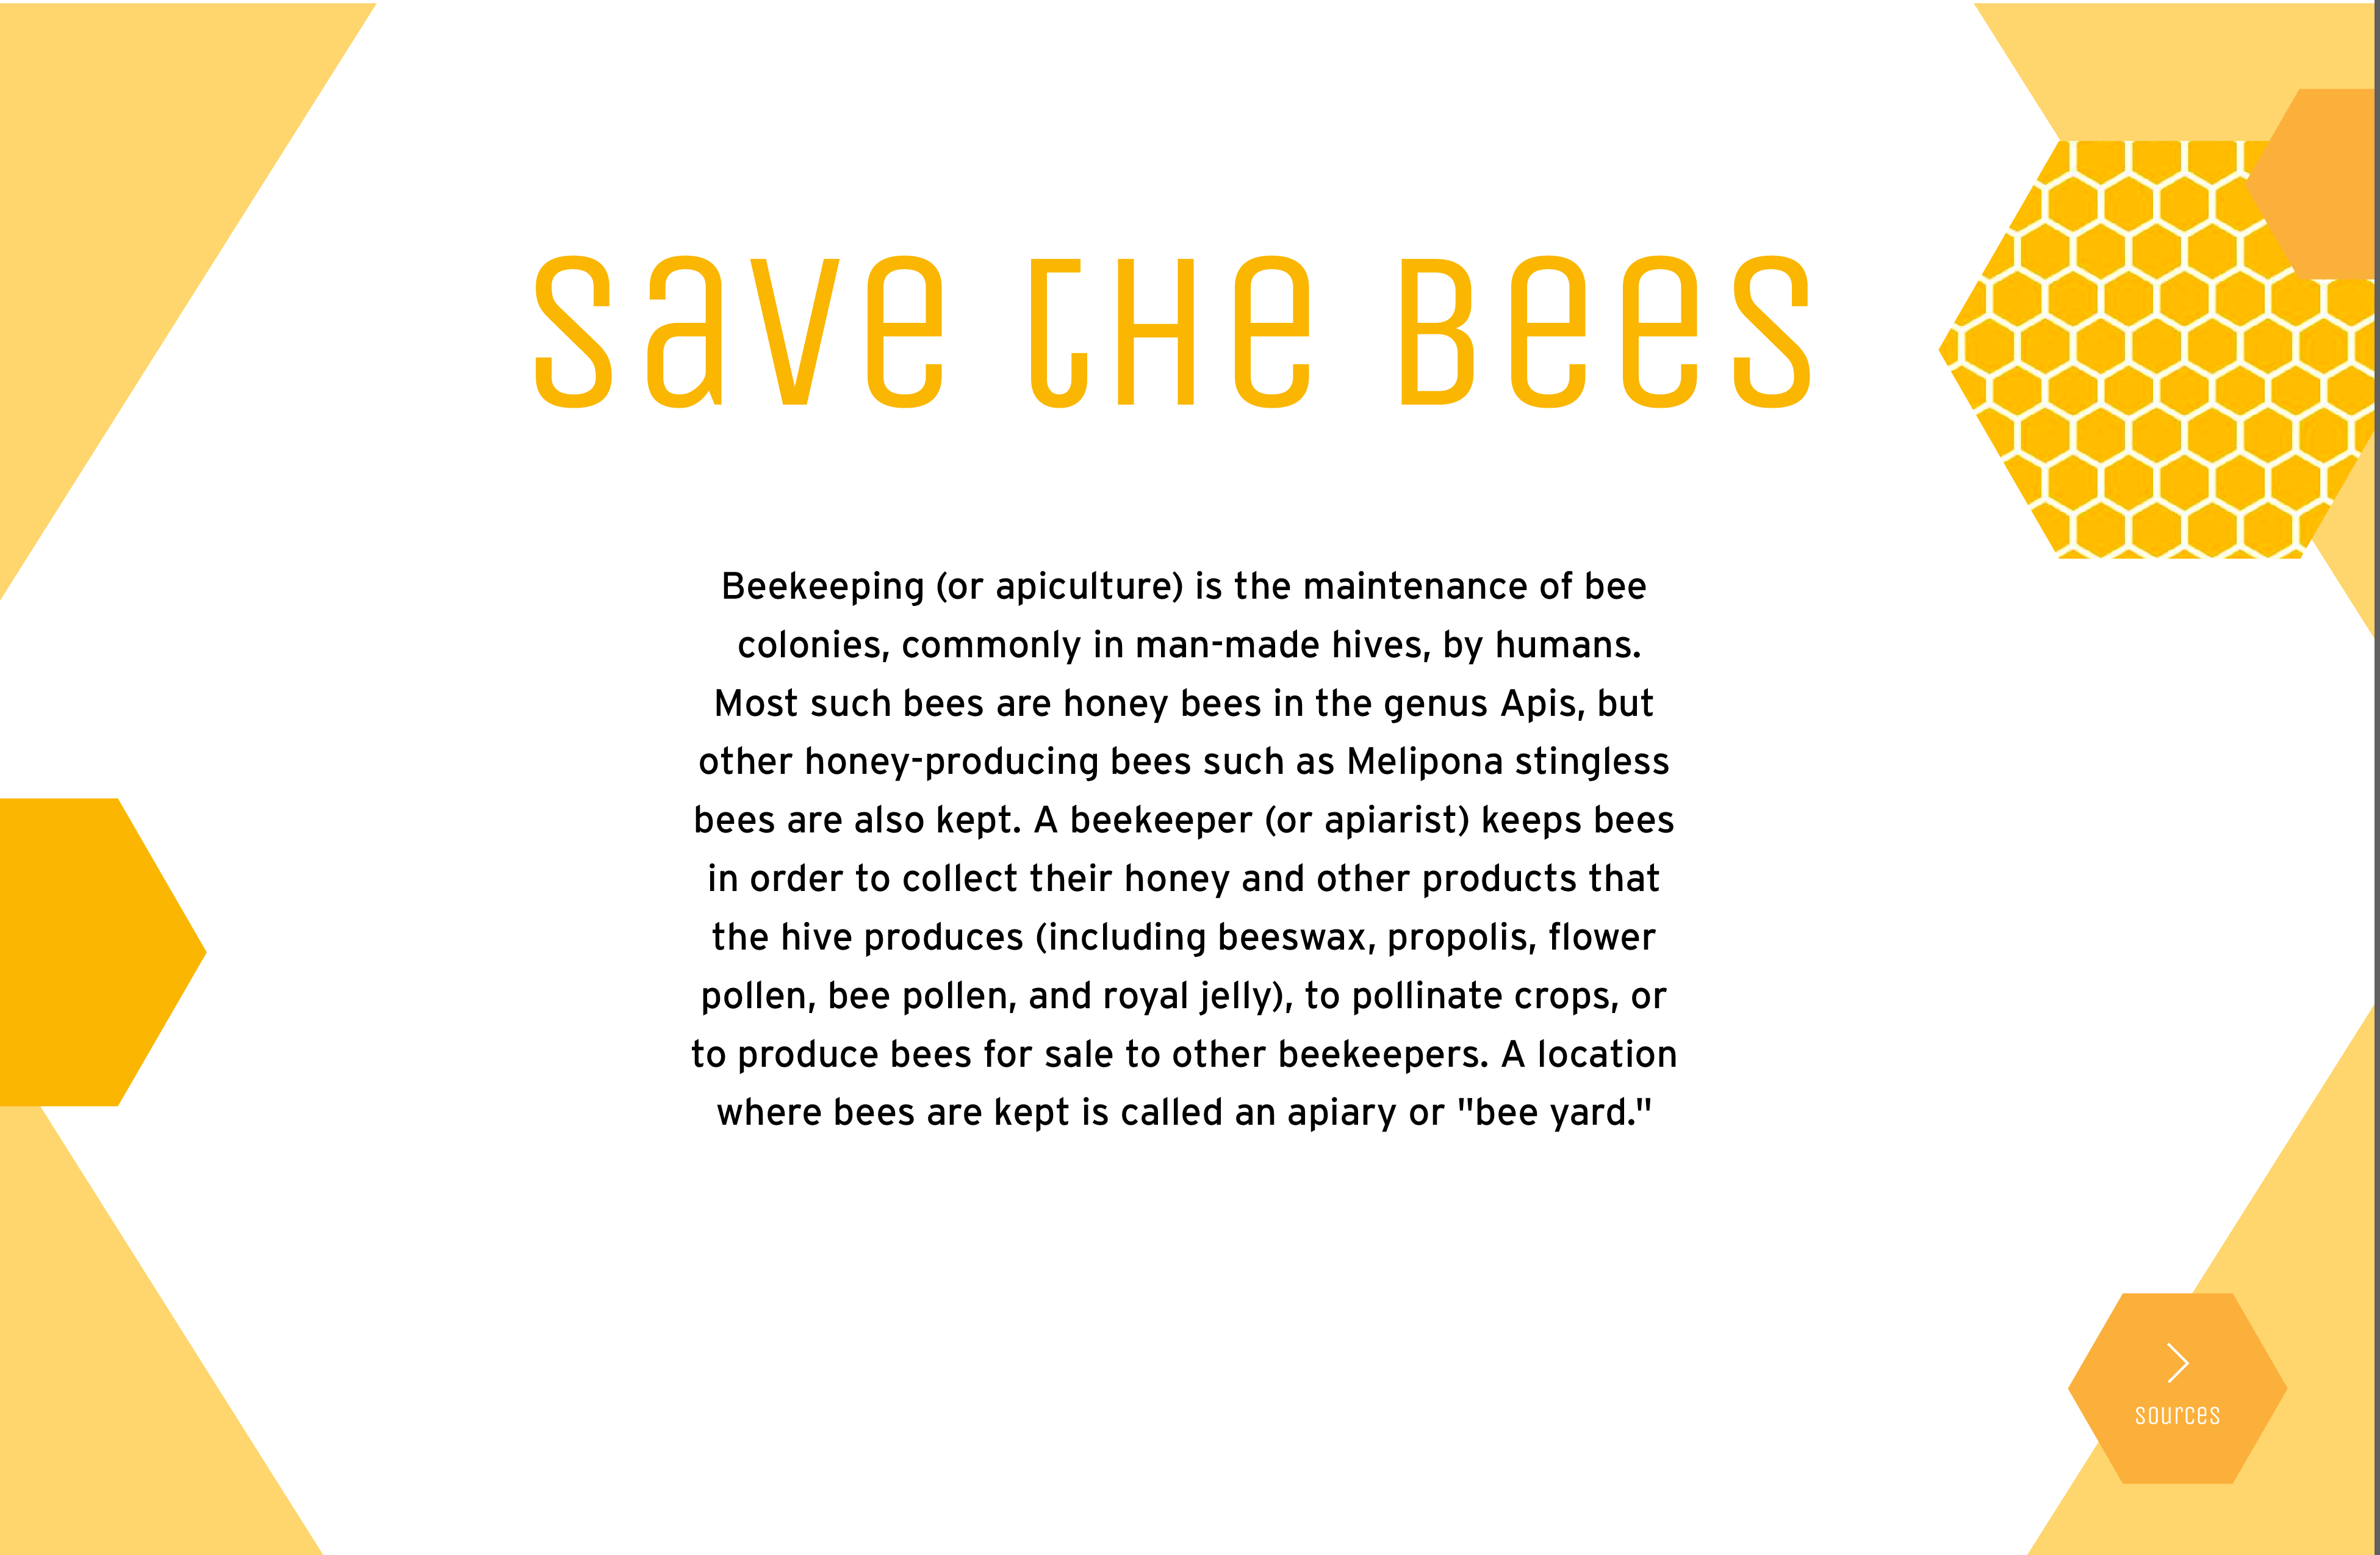 save the Bees
Beekeeping (or apiculture) is the maintenance of bee
colonies, commonly in man-made hives, by humans.
Most such bees are honey bees in the genus Apis, but
other honey-producing bees such as Melipona stingless
bees are also kept. A beekeeper (or apiarist) keeps bees
in order to collect their honey and other products that
the hive produces (including beeswax, propolis, flower
pollen, bee pollen, and royal jelly), to pollinate crops, or
to produce bees for sale to other beekeepers. A location
where bees are kept is called an apiary or "bee yard."
sources